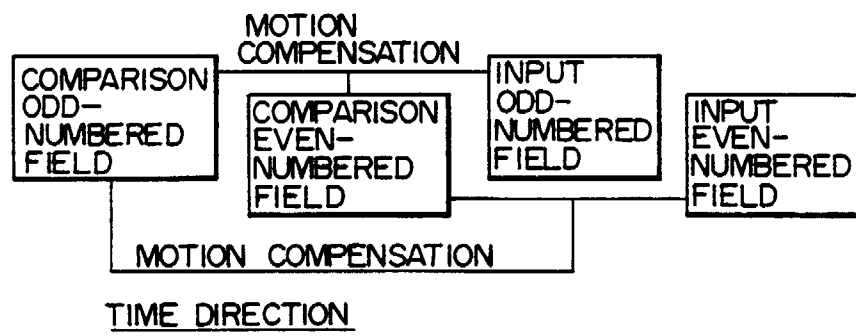 MOTION
COMPENSATION
COMPARISON
ODD-
NUMBERED
FIELD
COMPARISON
EVEN-
NUMBERED
FIELD
INPUT
ODD-
NUMBERED
FIELD
INPUT
EVEN-
NUMBERED
FIELD
MOTION COMPENSATION
TIME DIRECTION